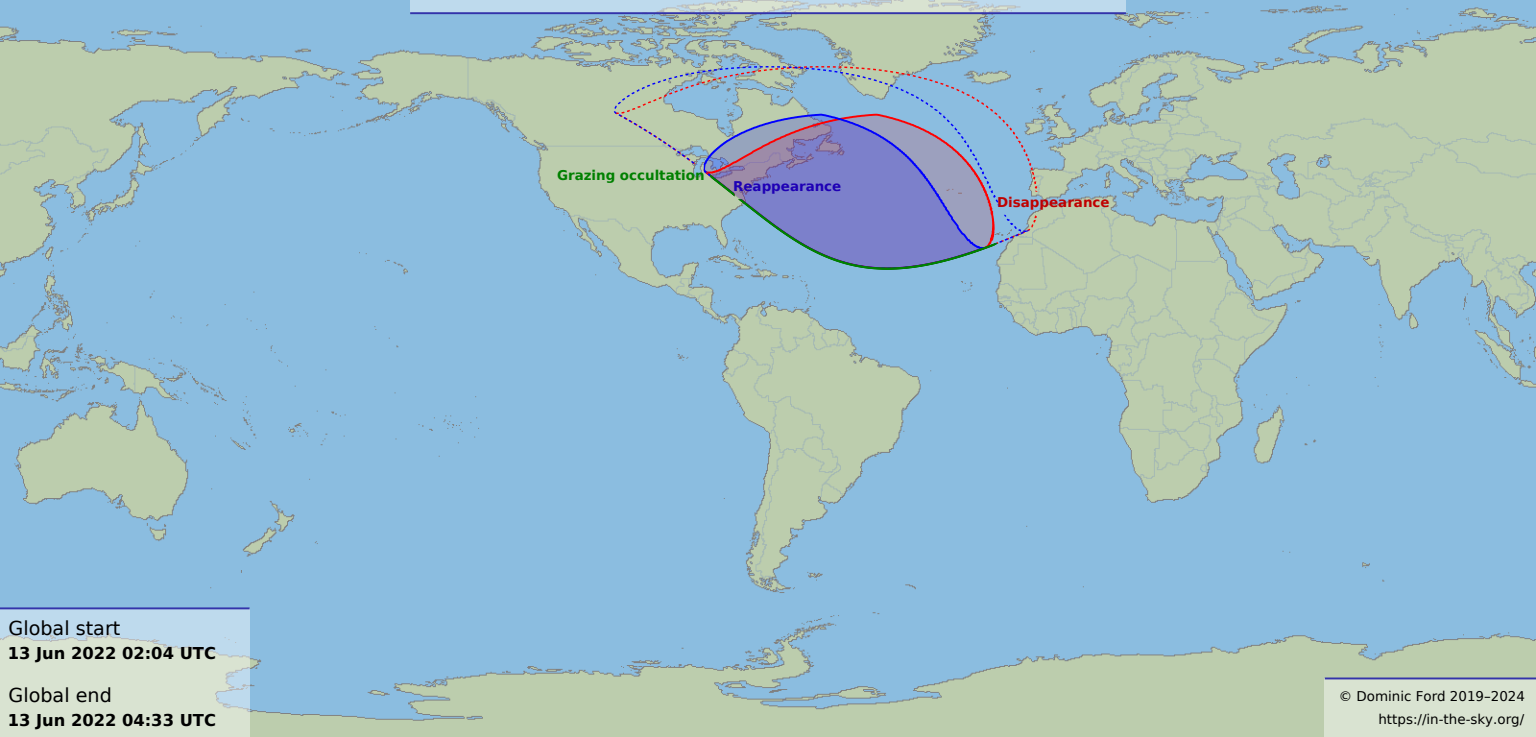 Grazing occultation
Reappearance
Disappearance
Global start
13 Jun 2022 02:04 UTC
Global end
13 Jun 2022 04:33 UTC
© Dominic Ford 2019–2024
https://in-the-sky.org/